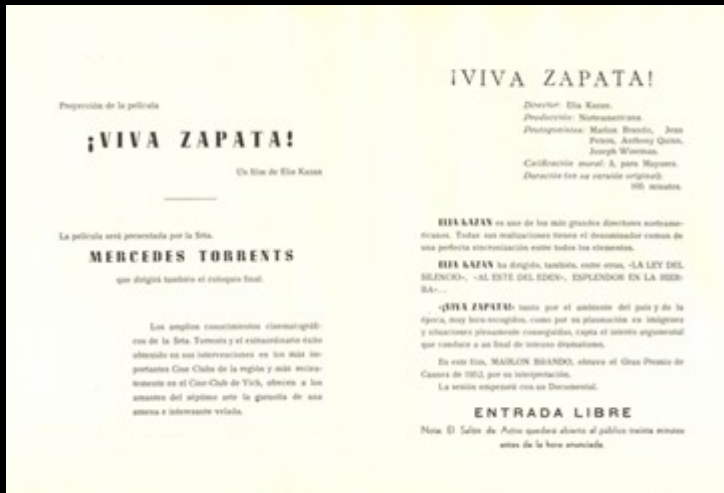 Proyección de la película
¡VIVA ZAPATA!
Un film de Elia Kazan
La película será presentada por la Srta.
MERCEDES TORRENTS
que dirigirá también el coloquio final.
Los amplios conocimientos cinematográfi-
cos de la Srta. Torrents y el extraordinario éxito
obtenido en sus intervenciones en los más im-
portantes Cine Clubs de la región y más recien-
temente en el Cine-Club de Vich, ofrecen a los
amantes del séptimo arte la garantía de una
amena e interesante velada.
¡VIVA ZAPATA!
Director: Elia Kazan.
Producción: Norteamericana.
Protagonistas: Marlon Brando, Jean
Peters, Anthony Quinn,
Joseph Wiseman.
Calificación moral: 3, para Mayores.
Duración (en su versión original):
105 minutos.
ELIA KAZAN es uno de los más grandes directores norteame-
ricanos. Todas sus realizaciones tienen el denominador comun de
una perfecta sincronización entre todos los elementos.
ELIA KAZAN ha dirigido, también, entre otras, «LA LEY DEL
SILENCIO», «AL ESTE DEL EDEN», ESPLENDOR EN LA HIER-
BA»...
«¡VIVA ZAPATA!» tanto por el ambiente del país y de la
época, muy bien recogidos, como por su plasmación en imágenes
y situaciones plenamente conseguidas, capta el interés argumental
que conduce a un final de intenso dramatismo.
En este film, MARLON BRANDO, obtuvo el Gran Premio de
Cannes de 1952, por su interpretación.
La sesión empezará con un Documental.
ENTRADA LIBRE
Nota: El Salón de Actos quedará abierto al público treinta minutos
antes de la hora anunciada.